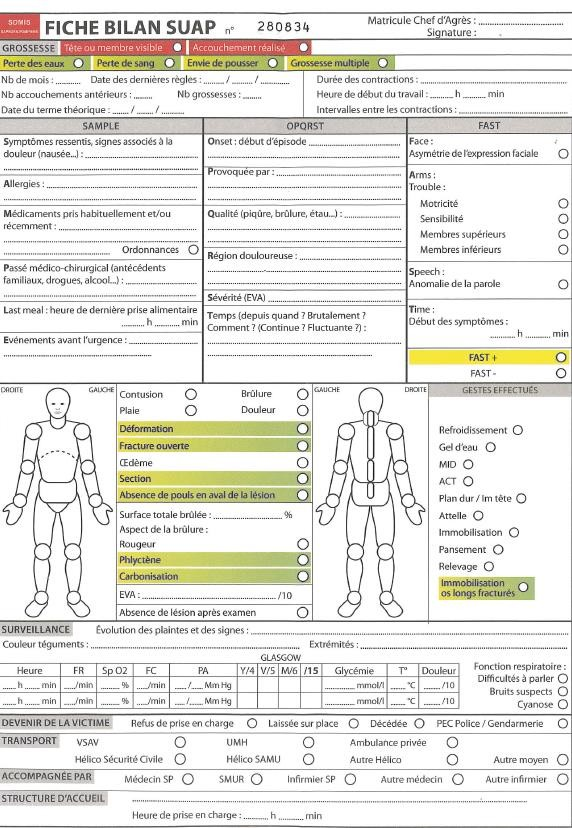 SDMIS
FICHE BILAN SUAP n° 280834
Matricule Chef d'Agrès :
Signature :
GROSSESSE Tête ou membre visible Accouchement réalisé
Perte des eaux Perte de sang Envie de pousser Grossesse multiple
Nb de mois : Date des dernières règles : / /
Nb accouchements antérieurs : Nb grossesses :
Date du terme théorique : / /
Durée des contractions :
Heure de début du travail : h min
Intervalles entre les contractions :
SAMPLE
Symptômes ressentis, signes associés à la
douleur (nausée...) :
Allergies :
Médicaments pris habituellement et/ou
récemment :
Ordonnances
Passé médico-chirurgical (antécédents
familiaux, drogues, alcool...) :
Last meal : heure de dernière prise alimentaire
h min
Evénements avant l'urgence :
OPQRST
Onset : début d'épisode
Provoquée par :
Qualité (piqûre, brûlure, étau...) :
Région douloureuse :
Sévérité (EVA)
Temps (depuis quand ? Brutalement ?
Comment ? (Continue ? Fluctuante ?) :
FAST
Face :
Asymétrie de l'expression faciale
Arms :
Trouble :
Motricité
Sensibilité
Membres supérieurs
Membres inférieurs
Speech :
Anomalie de la parole
Time :
Début des symptômes :
h min
FAST +
FAST -
DROITE GAUCHE
Contusion Brûlure
Plaie Douleur
Déformation
Fracture ouverte
Œdème
Section
Absence de pouls en aval de la lésion
Surface totale brûlée : %
Aspect de la brûlure :
Rougeur
Phlyctène
Carbonisation
EVA : /10
Absence de lésion après examen
GAUCHE DROITE
GESTES EFFECTUÉS
Refroidissement
Gel d'eau
MID
ACT
Plan dur / Im tête
Attelle
Immobilisation
Pansement
Relevage
Immobilisation
os longs fracturés
SURVEILLANCE Évolution des plaintes et des signes :
Couleur téguments : Extrémités :
GLASGOW
Heure FR Sp O2 FC PA Y/4 V/5 M/6 /15 Glycémie T° Douleur
h min /min % /min / Mm Hg mmol/l °C /10
h min /min % /min / Mm Hg mmol/l °C /10
Fonction respiratoire :
Difficultés à parler
Bruits suspects
Cyanose
DEVENIR DE LA VICTIME Refus de prise en charge Laissée sur place Décédée PEC Police / Gendarmerie
TRANSPORT VSAV UMH Ambulance privée
Hélico Sécurité Civile Hélico SAMU Autre Hélico Autre moyen
ACCOMPAGNÉE PAR Médecin SP SMUR Infirmier SP Autre médecin Autre infirmier
STRUCTURE D'ACCUEIL
Heure de prise en charge : h min